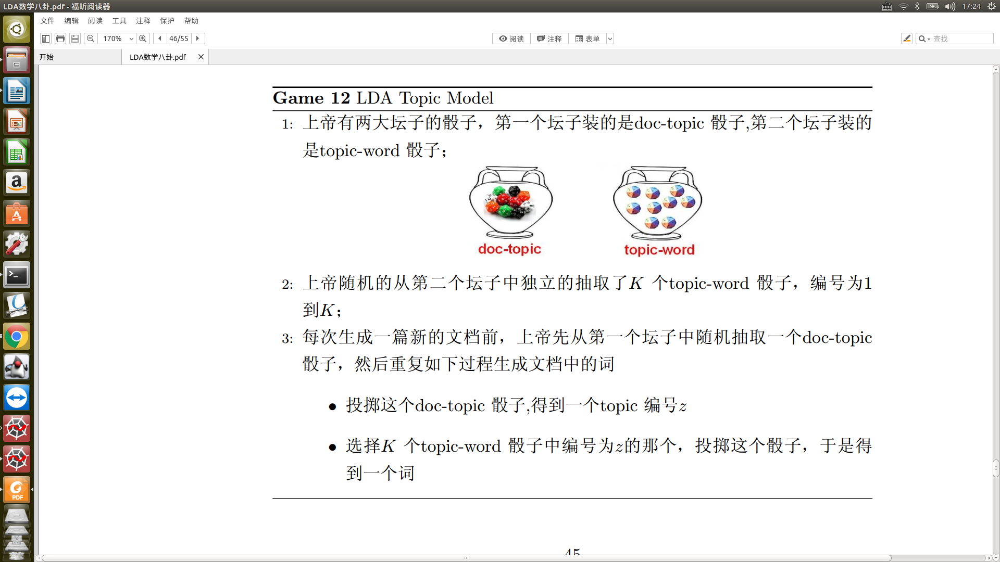 LDA数学八卦.pdf - 福昕阅读器
17:24
文件 编辑 阅读 工具 注释 保护 帮助
170%
46/55
阅读 注释 表单
查找
开始
LDA数学八卦.pdf
Game 12 LDA Topic Model
1: 上帝有两大坛子的骰子，第一个坛子装的是doc-topic 骰子,第二个坛子装的
是topic-word 骰子；
doc-topic
topic-word
2: 上帝随机的从第二个坛子中独立的抽取了K 个topic-word 骰子，编号为1
到K；
3: 每次生成一篇新的文档前，上帝先从第一个坛子中随机抽取一个doc-topic
骰子，然后重复如下过程生成文档中的词
• 投掷这个doc-topic 骰子,得到一个topic 编号z
• 选择K 个topic-word 骰子中编号为z的那个，投掷这个骰子，于是得
到一个词
45
PDF